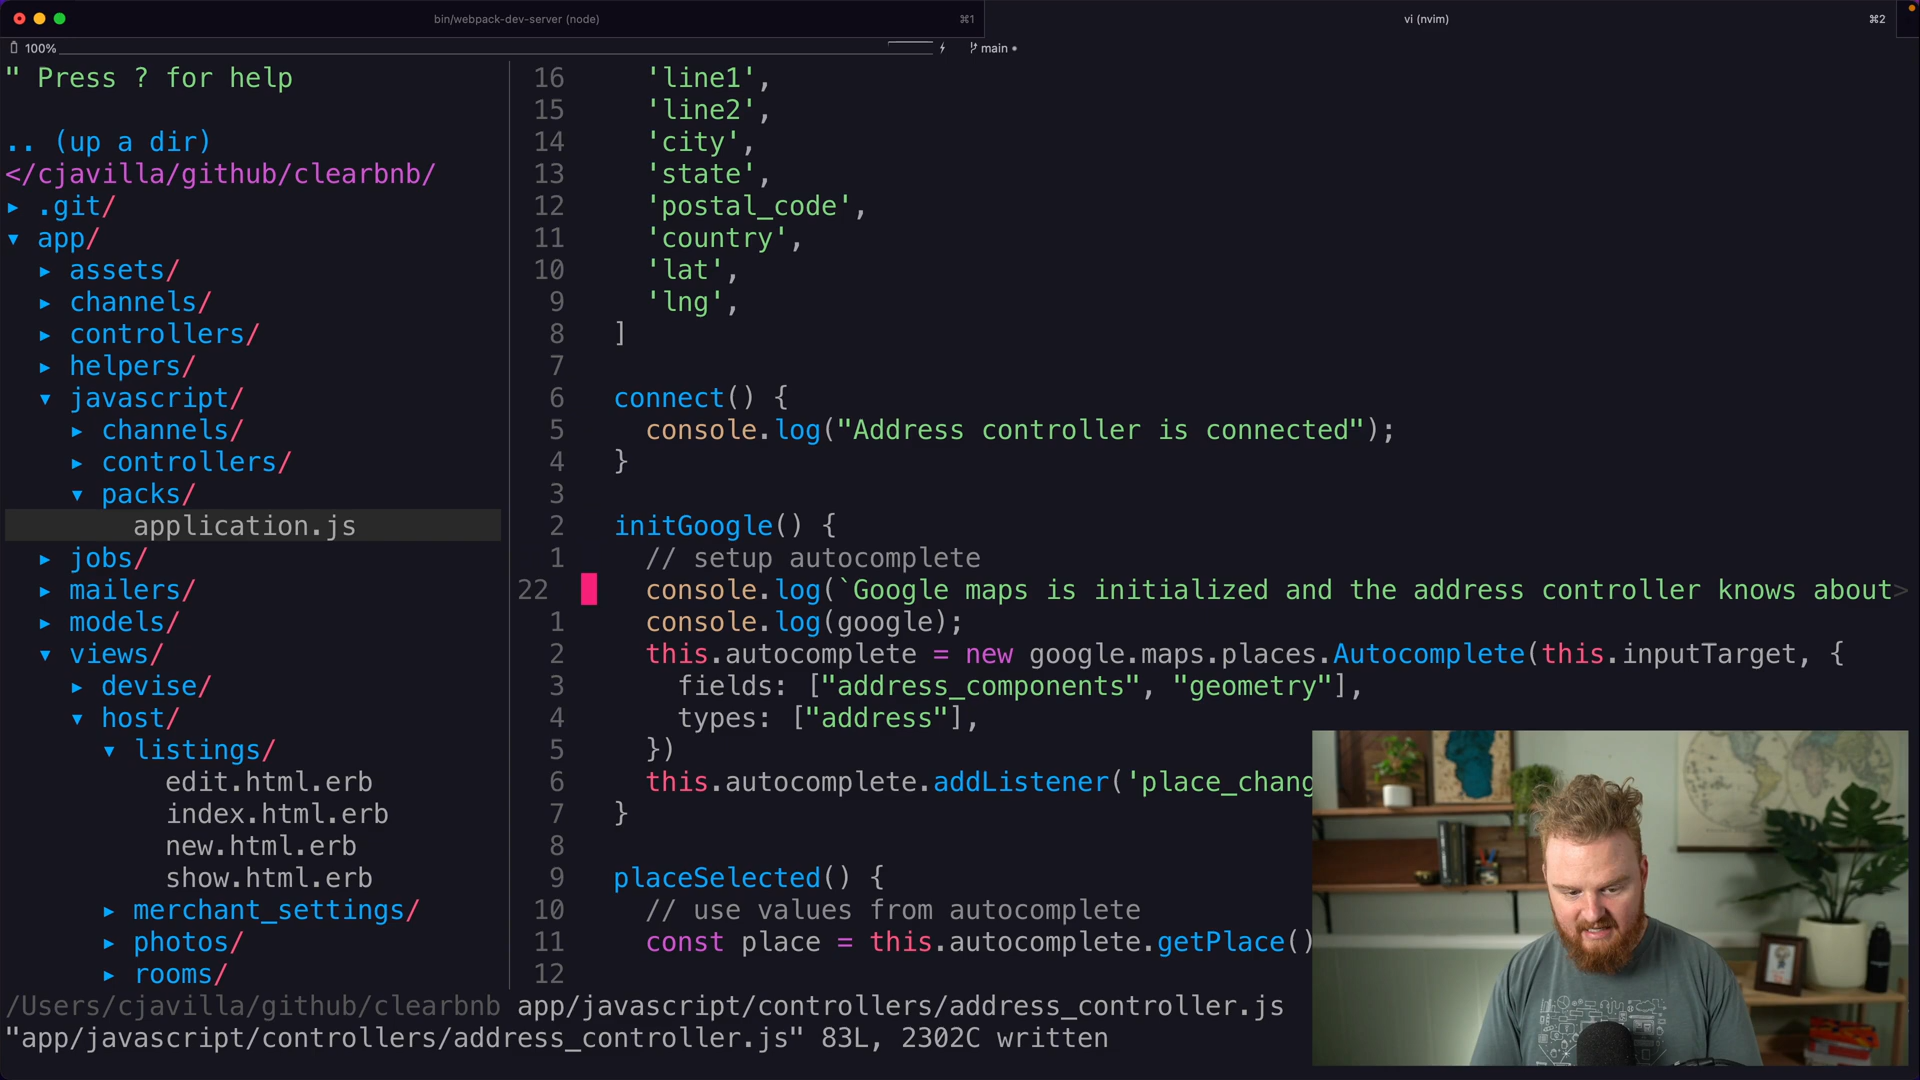 bin/webpack-dev-server (node)
⌘1
vi (nvim)
⌘2
100%
main
" Press ? for help
.. (up a dir)
</cjavilla/github/clearbnb/
▸ .git/
▾ app/
▸ assets/
▸ channels/
▸ controllers/
▸ helpers/
▾ javascript/
▸ channels/
▸ controllers/
▾ packs/
application.js
▸ jobs/
▸ mailers/
▸ models/
▾ views/
▸ devise/
▾ host/
▾ listings/
edit.html.erb
index.html.erb
new.html.erb
show.html.erb
▸ merchant_settings/
▸ photos/
▸ rooms/
/Users/cjavilla/github/clearbnb
16 'line1',
15 'line2',
14 'city',
13 'state',
12 'postal_code',
11 'country',
10 'lat',
9 'lng',
8 ]
7
6 connect() {
5 console.log("Address controller is connected");
4 }
3
2 initGoogle() {
1 // setup autocomplete
22 console.log(`Google maps is initialized and the address controller knows about>
1 console.log(google);
2 this.autocomplete = new google.maps.places.Autocomplete(this.inputTarget, {
3 fields: ["address_components", "geometry"],
4 types: ["address"],
5 })
6 this.autocomplete.addListener('place_chang
7 }
8
9 placeSelected() {
10 // use values from autocomplete
11 const place = this.autocomplete.getPlace()
12
app/javascript/controllers/address_controller.js
"app/javascript/controllers/address_controller.js" 83L, 2302C written